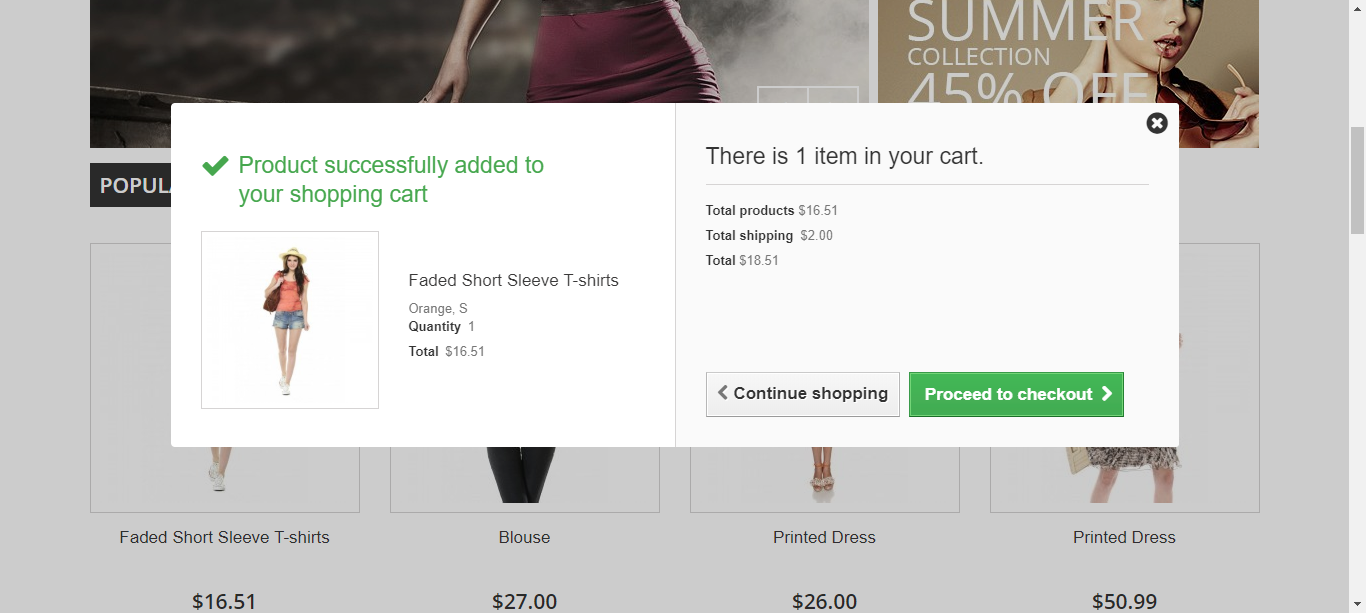 SUMMER
COLLECTION
45% OFF
Product successfully added to
your shopping cart
Faded Short Sleeve T-shirts
Orange, S
Quantity 1
Total $16.51
There is 1 item in your cart.
Total products $16.51
Total shipping $2.00
Total $18.51
Continue shopping
Proceed to checkout
Faded Short Sleeve T-shirts
Blouse
Printed Dress
Printed Dress
$16.51
$27.00
$26.00
$50.99